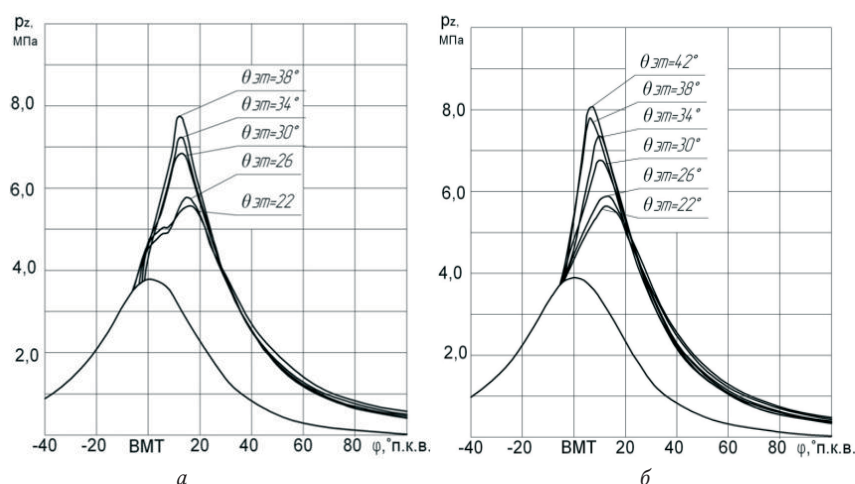 pz,
МПа
8,0
6,0
4,0
2,0
θэт=38°
θэт=34°
θэт=30°
θэт=26
θэт=22
-40 -20 ВМТ 20 40 60 80 φ,°п.к.в.
а
pz,
МПа
8,0
6,0
4,0
2,0
θэт=42°
θэт=38°
θэт=34°
θэт=30°
θэт=26°
θэт=22°
-40 -20 ВМТ 20 40 60 80 φ,°п.к.в.
б